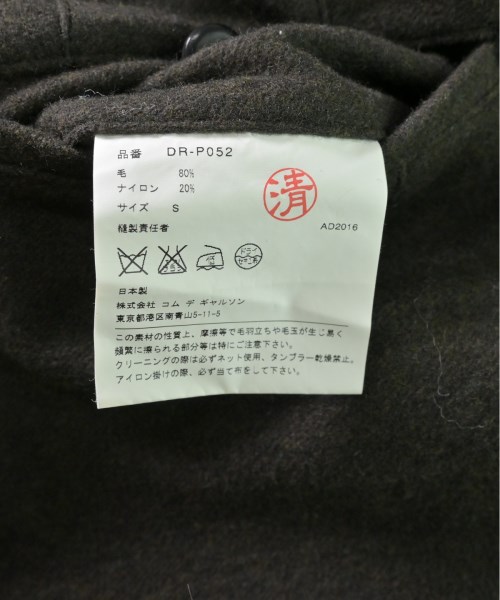 品番 DR-P052
毛 80%
ナイロン 20%
サイズ S
清
縫製責任者
AD2016
ドライ
セキユ系
日本製
株式会社 コム デ ギャルソン
東京都港区南青山5-11-5
この素材の性質上、摩擦等で毛羽立ちや毛玉が生じ易く
頻繁に擦られる部分等は特にご注意下さい。
クリーニングの際は必ずネット使用、タンブラー乾燥禁止。
アイロン掛けの際、必ず当て布をして下さい。